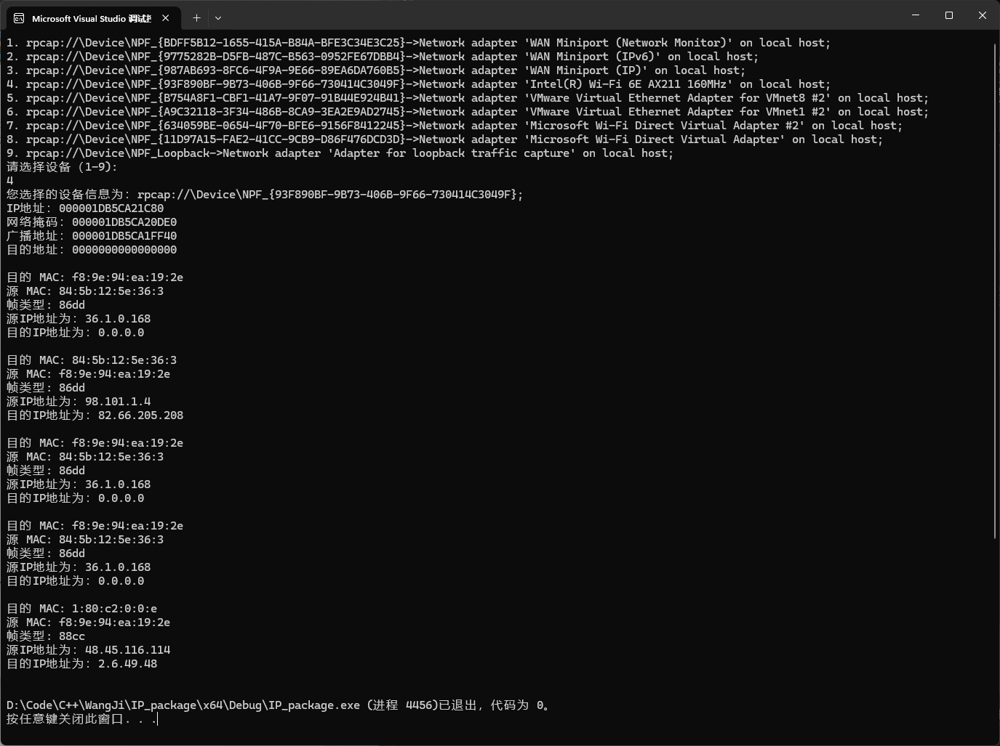 Microsoft Visual Studio 调试控
1. rpcap://\Device\NPF_{BDFF5B12-1655-415A-B84A-BFE3C34E3C25}->Network adapter 'WAN Miniport (Network Monitor)' on local host;
2. rpcap://\Device\NPF_{9775282B-D5FB-487C-B563-0952FE67DBB4}->Network adapter 'WAN Miniport (IPv6)' on local host;
3. rpcap://\Device\NPF_{987AB693-8FC6-4F9A-9E66-89EA6DA760B5}->Network adapter 'WAN Miniport (IP)' on local host;
4. rpcap://\Device\NPF_{93F890BF-9B73-406B-9F66-730414C3049F}->Network adapter 'Intel(R) Wi-Fi 6E AX211 160MHz' on local host;
5. rpcap://\Device\NPF_{B754A8F1-CBF1-41A7-9F07-91B44E924B41}->Network adapter 'VMware Virtual Ethernet Adapter for VMnet8 #2' on local host;
6. rpcap://\Device\NPF_{A9C32118-3F34-486B-8CA9-3EA2E9AD2745}->Network adapter 'VMware Virtual Ethernet Adapter for VMnet1 #2' on local host;
7. rpcap://\Device\NPF_{634059BE-0654-4F70-BFE6-9156F8412245}->Network adapter 'Microsoft Wi-Fi Direct Virtual Adapter #2' on local host;
8. rpcap://\Device\NPF_{11D97A15-FAE2-41CC-9CB9-D86F476DCD3D}->Network adapter 'Microsoft Wi-Fi Direct Virtual Adapter' on local host;
9. rpcap://\Device\NPF_Loopback->Network adapter 'Adapter for loopback traffic capture' on local host;
请选择设备（1-9）:
4
您选择的设备信息为: rpcap://\Device\NPF_{93F890BF-9B73-406B-9F66-730414C3049F};
IP地址: 000001DB5CA21C80
网络掩码: 000001DB5CA20DE0
广播地址: 000001DB5CA1FF40
目的地址: 0000000000000000
目的 MAC: f8:9e:94:ea:19:2e
源 MAC: 84:5b:12:5e:36:3
帧类型: 86dd
源IP地址为: 36.1.0.168
目的IP地址为: 0.0.0.0
目的 MAC: 84:5b:12:5e:36:3
源 MAC: f8:9e:94:ea:19:2e
帧类型: 86dd
源IP地址为: 98.101.1.4
目的IP地址为: 82.66.205.208
目的 MAC: f8:9e:94:ea:19:2e
源 MAC: 84:5b:12:5e:36:3
帧类型: 86dd
源IP地址为: 36.1.0.168
目的IP地址为: 0.0.0.0
目的 MAC: f8:9e:94:ea:19:2e
源 MAC: 84:5b:12:5e:36:3
帧类型: 86dd
源IP地址为: 36.1.0.168
目的IP地址为: 0.0.0.0
目的 MAC: 1:80:c2:0:0:e
源 MAC: f8:9e:94:ea:19:2e
帧类型: 88cc
源IP地址为: 48.45.116.114
目的IP地址为: 2.6.49.48
D:\Code\C++\WangJi\IP_package\x64\Debug\IP_package.exe (进程 4456)已退出，代码为 0。
按任意键关闭此窗口. . .